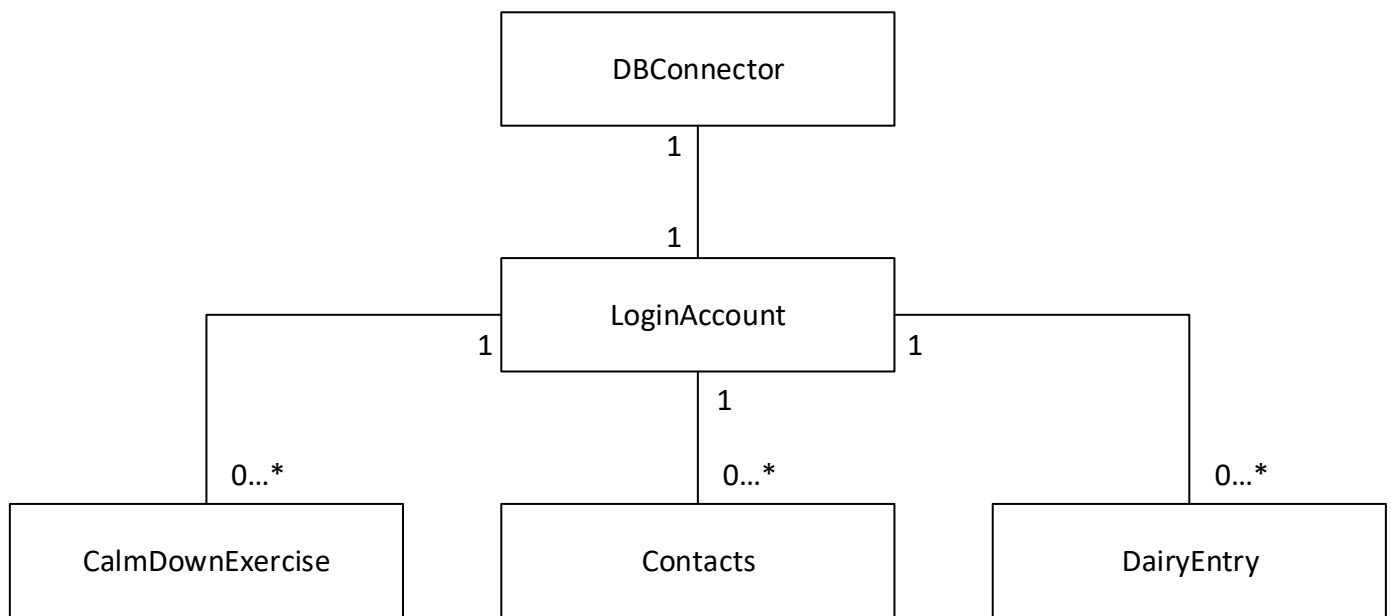 DBConnector
1
1
LoginAccount
1
1
1
0...*
0...*
0...*
CalmDownExercise
Contacts
DairyEntry